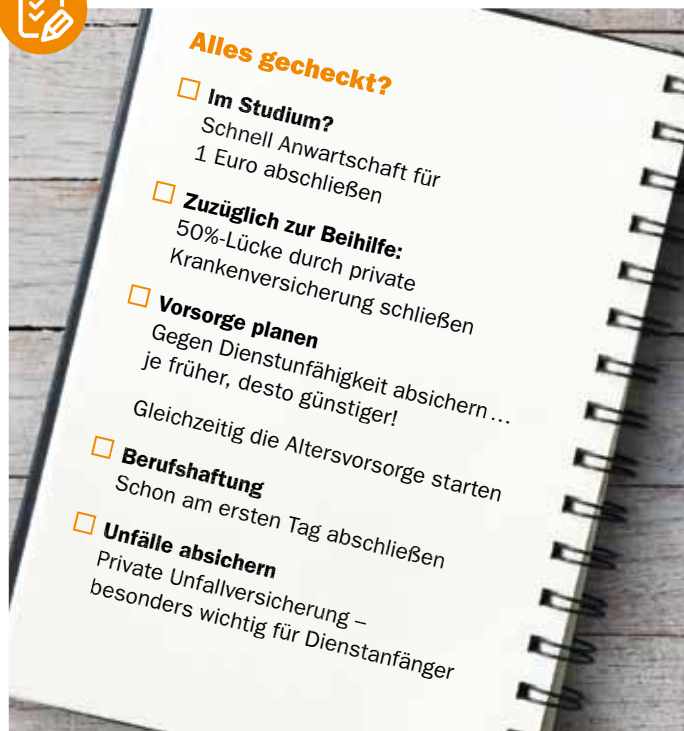 Alles gecheckt?
Im Studium?
Schnell Anwartschaft für
1 Euro abschließen
Zuzüglich zur Beihilfe:
50%-Lücke durch private
Krankenversicherung schließen
Vorsorge planen
Gegen Dienstunfähigkeit absichern...
je früher, desto günstiger!
Gleichzeitig die Altersvorsorge starten
Berufshaftung
Schon am ersten Tag abschließen
Unfälle absichern
Private Unfallversicherung –
besonders wichtig für Dienstanfänger